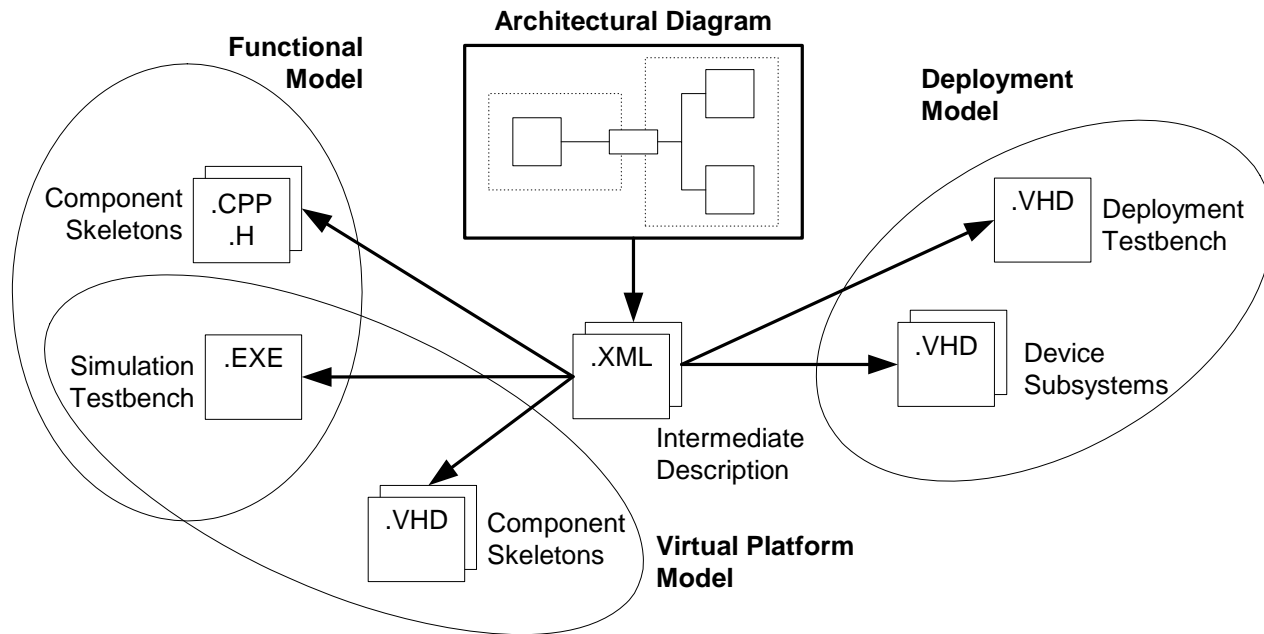 Architectural Diagram
Functional
Model
Deployment
Model
Component
Skeletons
.CPP
.H
.VHD
Deployment
Testbench
Simulation
Testbench
.EXE
.XML
Intermediate
Description
.VHD
Device
Subsystems
.VHD
Component
Skeletons
Virtual Platform
Model